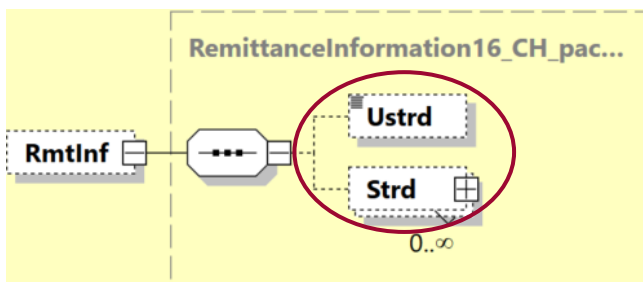 RemittanceInformation16_CH_pac...
Ustrd
RmtInf
Strd
0..∞